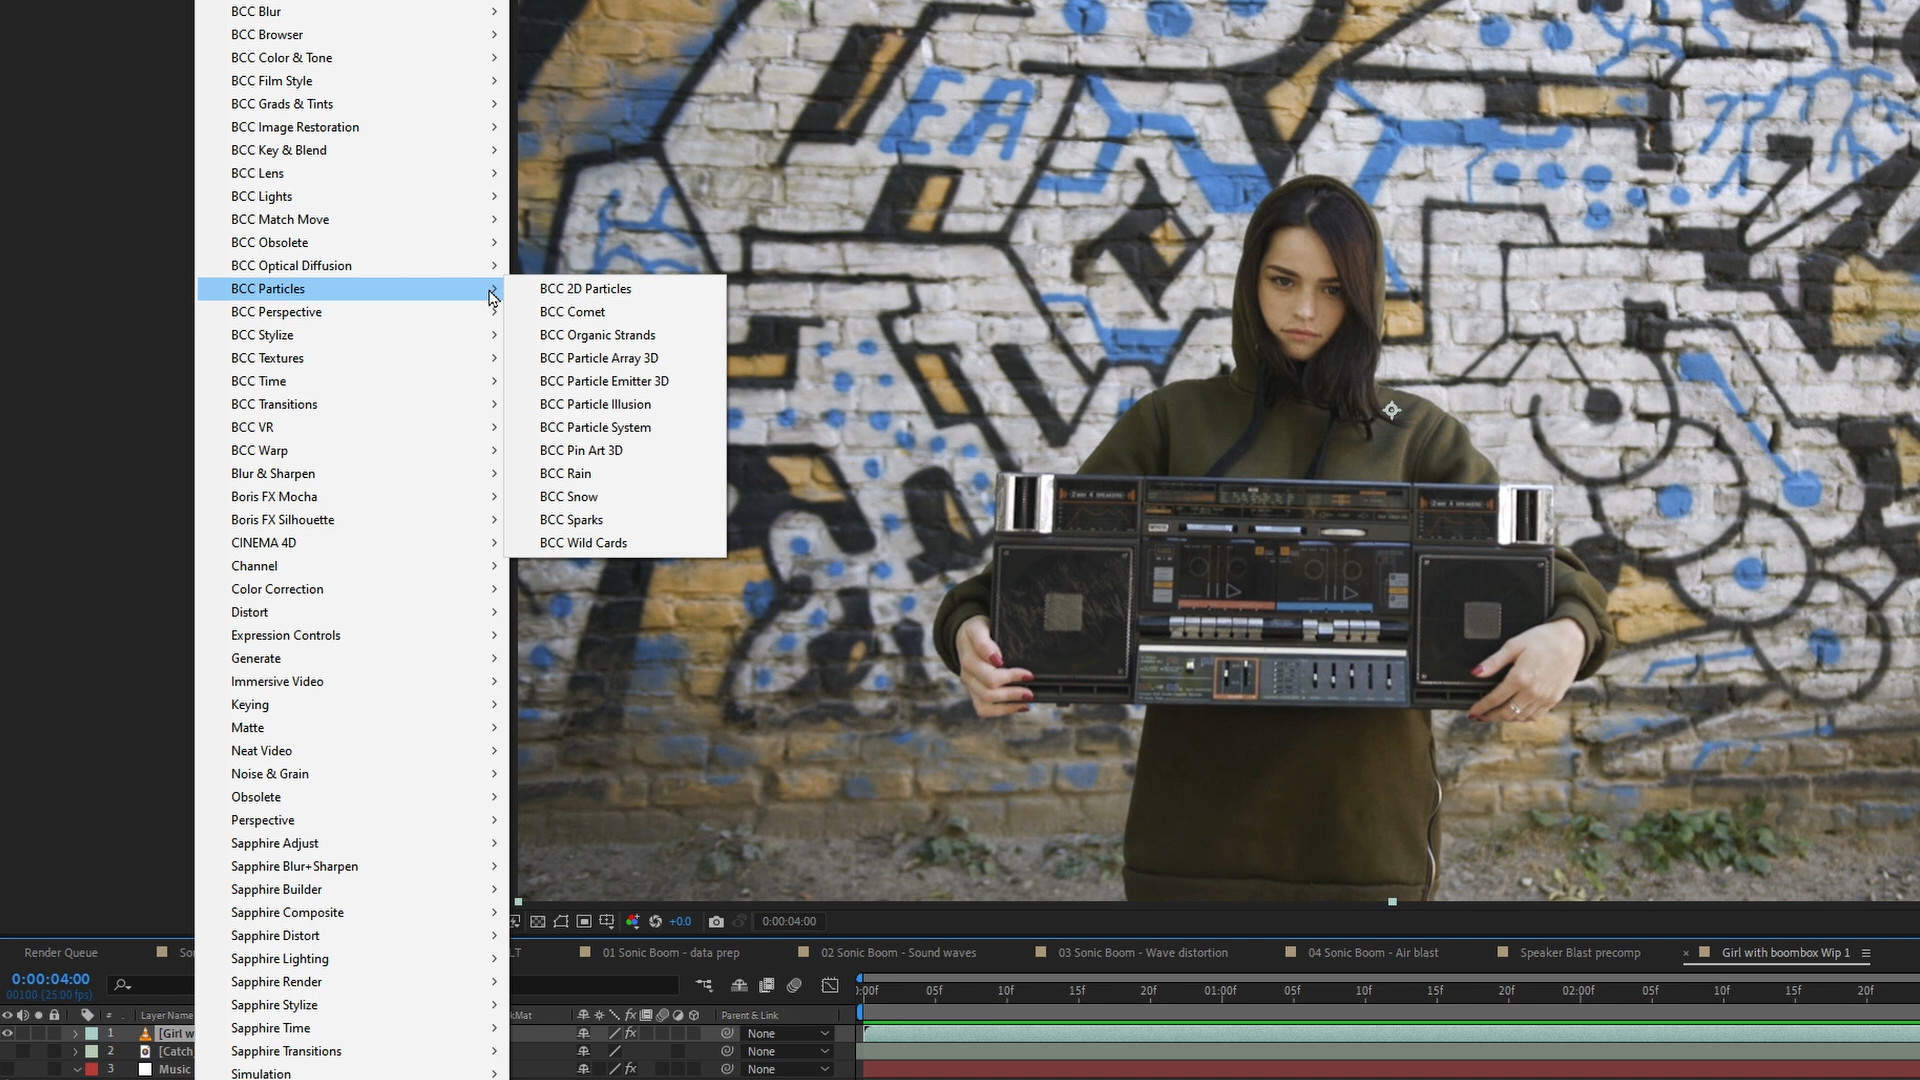 BCC Blur
BCC Browser
BCC Color & Tone
BCC Film Style
BCC Grads & Tints
BCC Image Restoration
BCC Key & Blend
BCC Lens
BCC Lights
BCC Match Move
BCC Obsolete
BCC Optical Diffusion
BCC Particles
BCC Perspective
BCC Stylize
BCC Textures
BCC Time
BCC Transitions
BCC VR
BCC Warp
Blur & Sharpen
Boris FX Mocha
Boris FX Silhouette
CINEMA 4D
Channel
Color Correction
Distort
Expression Controls
Generate
Immersive Video
Keying
Matte
Neat Video
Noise & Grain
Obsolete
Perspective
Sapphire Adjust
Sapphire Blur+Sharpen
Sapphire Builder
Sapphire Composite
Sapphire Distort
Sapphire Lighting
Sapphire Render
Sapphire Stylize
Sapphire Time
Sapphire Transitions
Simulation
BCC 2D Particles
BCC Comet
BCC Organic Strands
BCC Particle Array 3D
BCC Particle Emitter 3D
BCC Particle Illusion
BCC Particle System
BCC Pin Art 3D
BCC Rain
BCC Snow
BCC Sparks
BCC Wild Cards
EA
+0.0 0:00:04:00
Render Queue So LT 01 Sonic Boom - data prep 02 Sonic Boom - Sound waves 03 Sonic Boom - Wave distortion 04 Sonic Boom - Air blast Speaker Blast precomp × Girl with boombox Wip 1
0:00:04:00
00100 (25.00 fps)
):00f 05f 10f 15f 20f 01:00f 05f 10f 15f 20f 02:00f 05f 10f 15f 20f
# . Layer Name kMat fx Parent & Link
1 [Girl w fx None
2 [Catch None
3 Music fx None